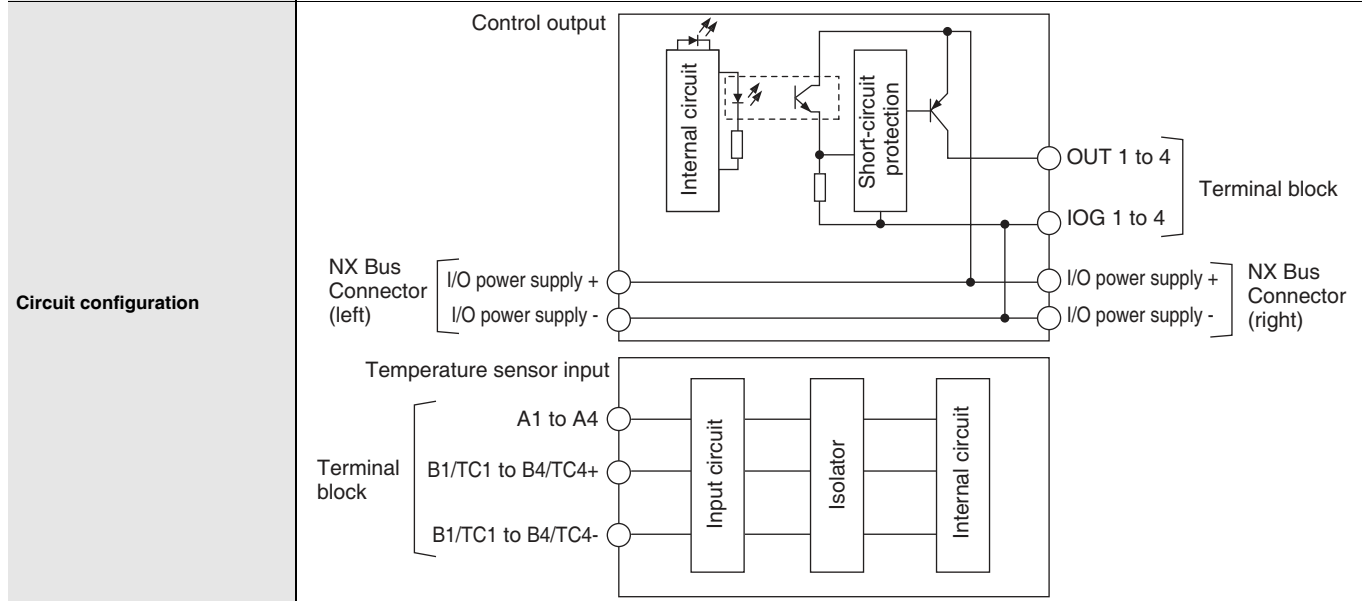 Circuit configuration
Control output
Internal circuit
Short-circuit
protection
OUT 1 to 4
IOG 1 to 4
Terminal block
NX Bus
Connector
(left)
I/O power supply +
I/O power supply -
I/O power supply +
I/O power supply -
NX Bus
Connector
(right)
Temperature sensor input
Terminal
block
A1 to A4
B1/TC1 to B4/TC4+
B1/TC1 to B4/TC4-
Input circuit
Isolator
Internal circuit